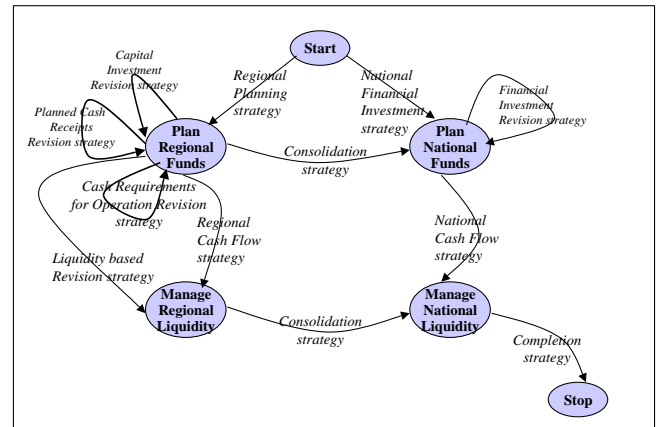 Start
Capital
Investment
Revision strategy
Regional
Planning
strategy
National
Financial
Investment
strategy
Financial
Investment
Revision strategy
Planned Cash
Receipts
Revision strategy
Plan
Regional
Funds
Consolidation
strategy
Plan
National
Funds
Cash Requirements
for Operation Revision
strategy
Regional
Cash Flow
strategy
National
Cash Flow
strategy
Liquidity based
Revision strategy
Manage
Regional
Liquidity
Consolidation
strategy
Manage
National
Liquidity
Completion
strategy
Stop